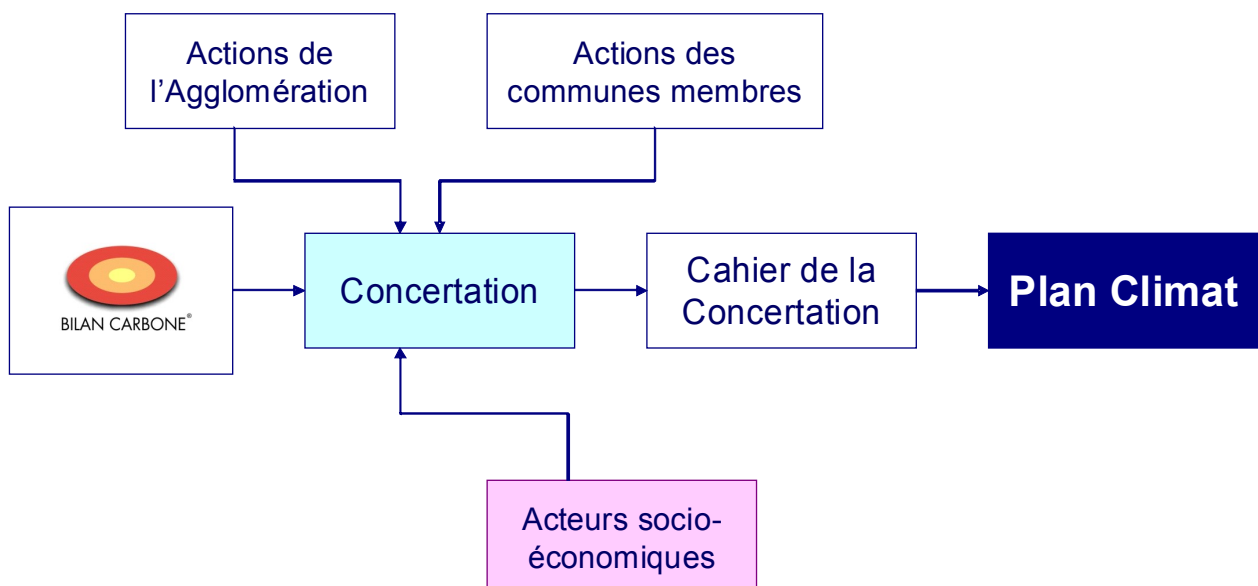 Actions de
l'Agglomération
Actions des
communes membres
BILAN CARBONE®
Concertation
Cahier de la
Concertation
Plan Climat
Acteurs socio-
économiques